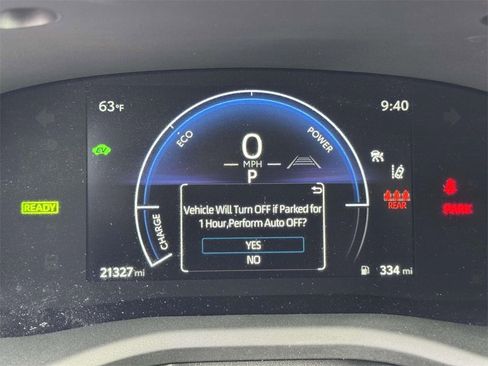 63°F
9:40
ECO
POWER
0
MPH
P
EV
READY
REAR
PARK
CHARGE
Vehicle Will Turn OFF if Parked for
1 Hour,Perform Auto OFF?
YES
NO
21327 mi
334 mi